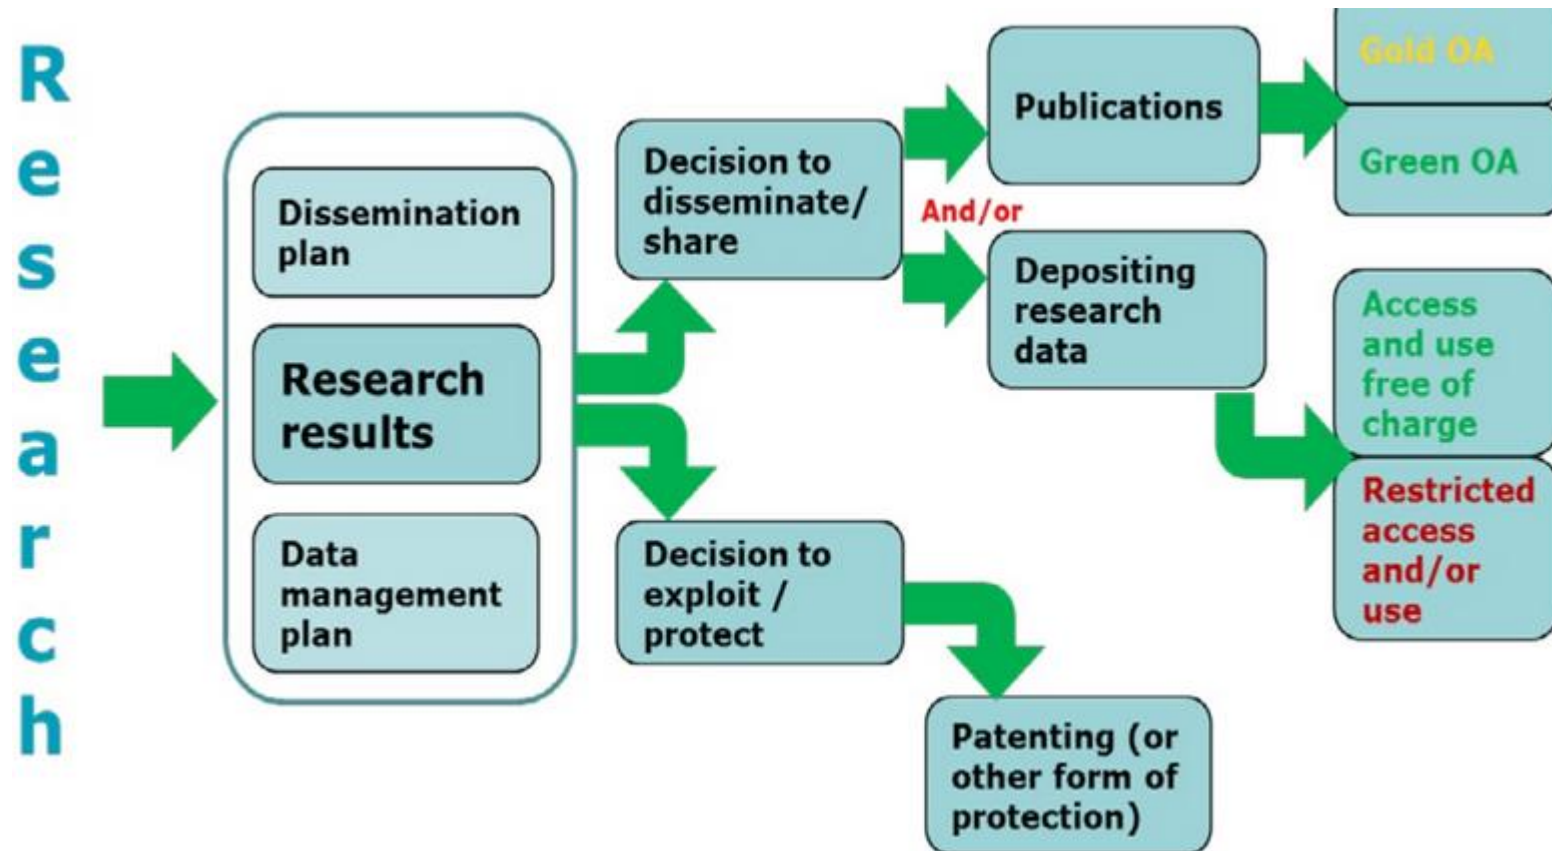 Research
Dissemination
plan
Research
results
Data
management
plan
Decision to
disseminate/
share
Decision to
exploit /
protect
And/or
Publications
Depositing
research
data
Patenting (or
other form of
protection)
Gold OA
Green OA
Access
and use
free of
charge
Restricted
access
and/or
use